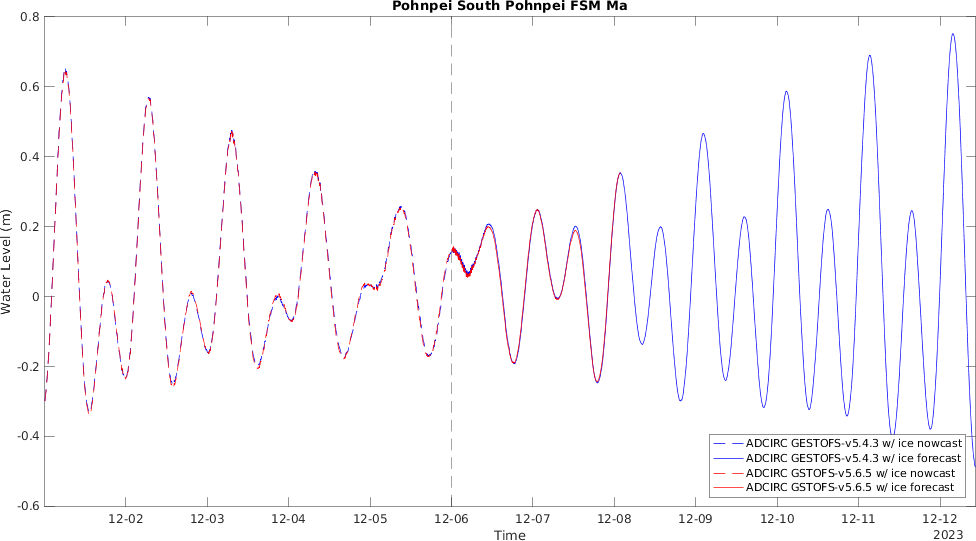 Pohnpei South Pohnpei FSM Ma
0.8
0.6
0.4
0.2
0
-0.2
-0.4
-0.6
Water Level (m)
ADCIRC GESTOFS-v5.4.3 w/ ice nowcast
ADCIRC GESTOFS-v5.4.3 w/ ice forecast
ADCIRC GSTOFS-v5.6.5 w/ ice nowcast
ADCIRC GSTOFS-v5.6.5 w/ ice forecast
12-02 12-03 12-04 12-05 12-06 12-07 12-08 12-09 12-10 12-11 12-12
2023
Time